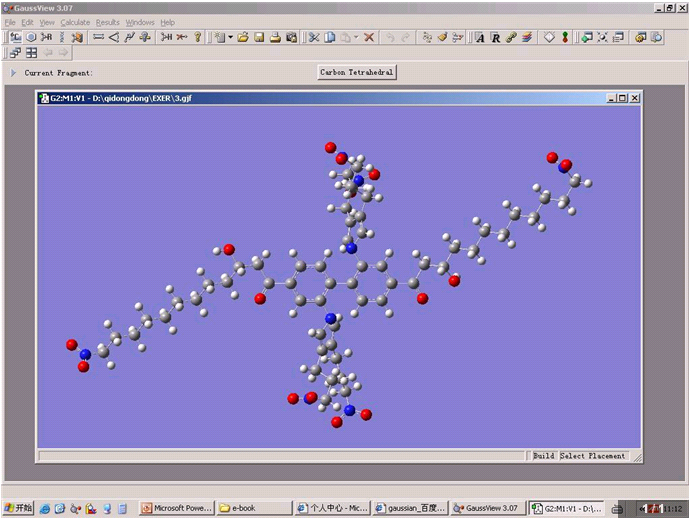 GaussView 3.07
File Edit View Calculate Results Windows Help
Current Fragment:
Carbon Tetrahedral
G2:M1:V1 - D:\qidongdong\EXER\3.gjf
Build Select Placement
开始
Microsoft Powe...
e-book
个人中心 - Mic...
gaussian_百度...
GaussView 3.07
G2:M1:V1 - D:\...
11:12